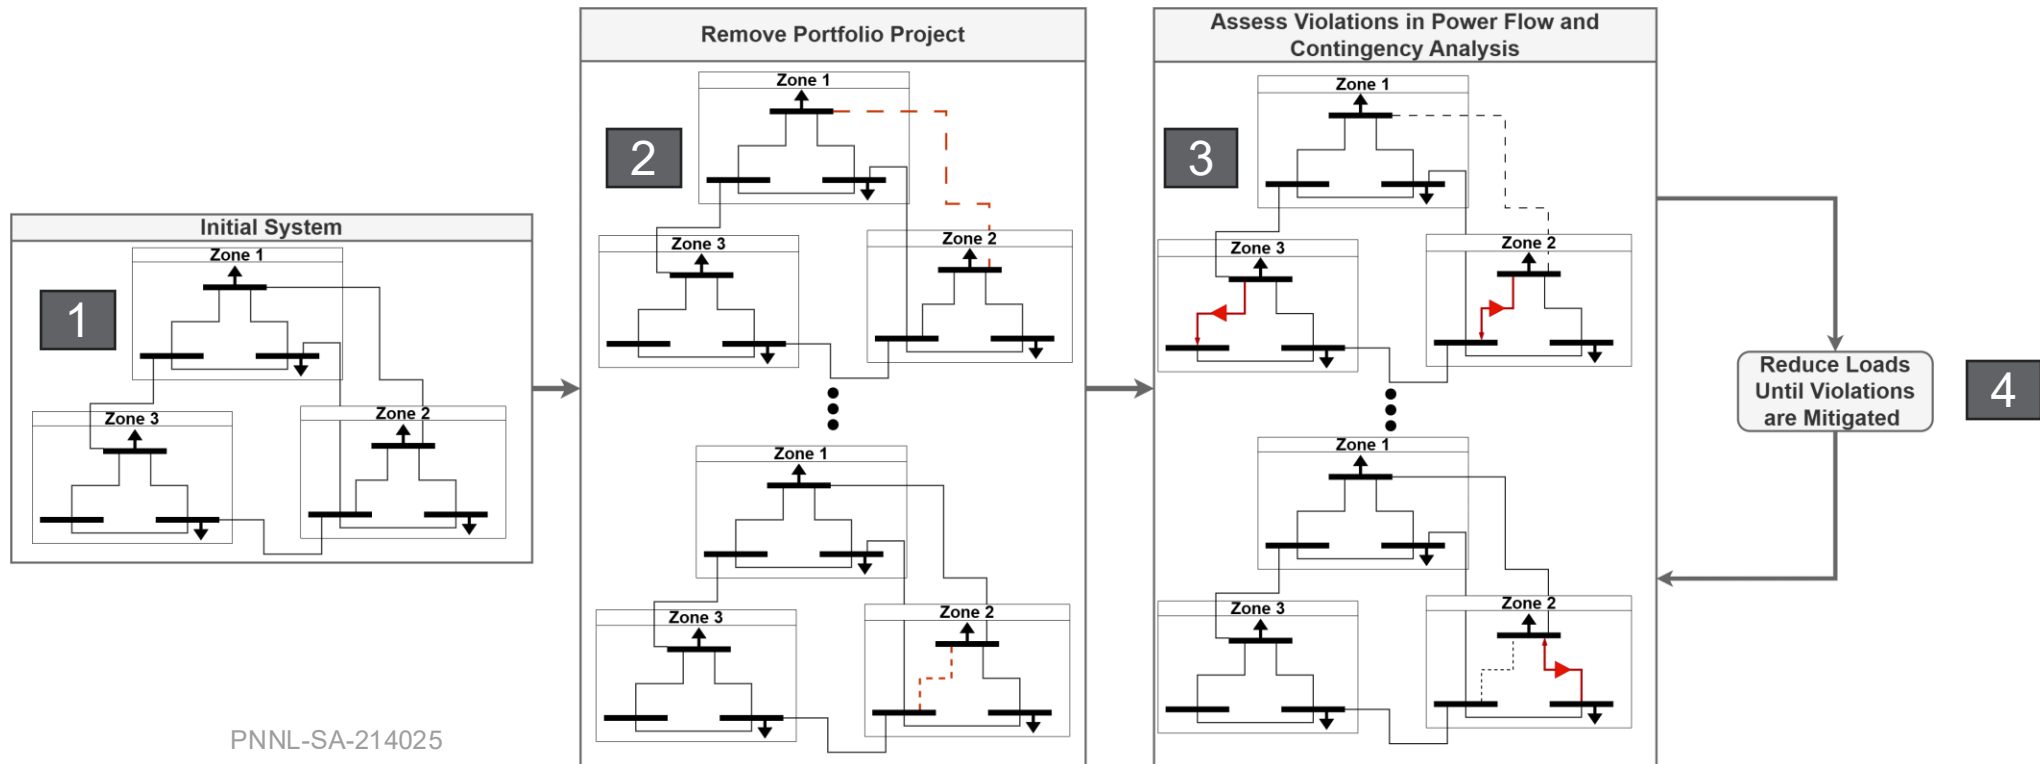 Initial System
1
Zone 1
Zone 3
Zone 2
Remove Portfolio Project
2
Zone 1
Zone 3
Zone 2
Zone 1
Zone 3
Zone 2
Assess Violations in Power Flow and
Contingency Analysis
3
Zone 1
Zone 3
Zone 2
Zone 1
Zone 3
Zone 2
Reduce Loads
Until Violations
are Mitigated
4
PNNL-SA-214025